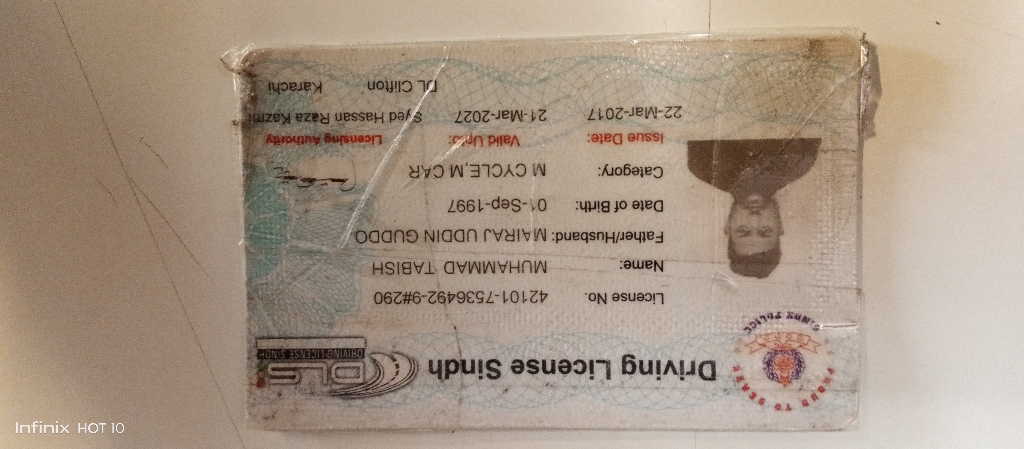 PROUD TO SERVE
SINDH POLICE
Driving License Sindh
DLS
DRIVING LICENSE SINDH
License No. 42101-7536492-9#290
Name: MUHAMMAD TABISH
Father/Husband: MAIRAJ UDDIN GUDDO
Date of Birth: 01-Sep-1997
Category: M CYCLE,M CAR
Issue Date: Valid Upto: Licensing Authority
22-Mar-2017 21-Mar-2027 Syed Hassan Raza Kazmi
DL Clifton Karachi
Infinix HOT 10